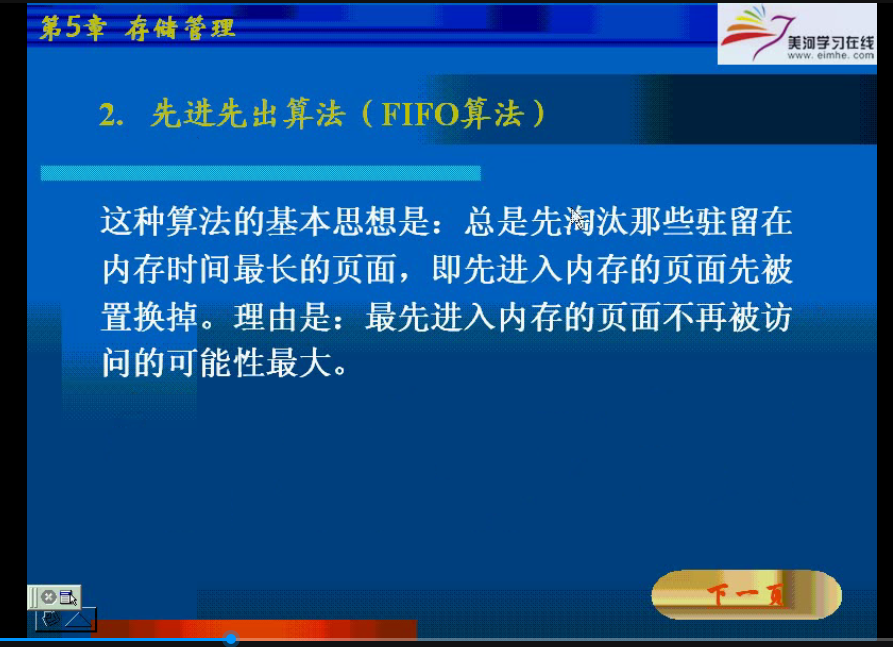 第5章 存储管理
美河学习在线
www.eimhe.com
2. 先进先出算法（FIFO算法）
这种算法的基本思想是：总是先淘汰那些驻留在
内存时间最长的页面，即先进入内存的页面先被
置换掉。理由是：最先进入内存的页面不再被访
问的可能性最大。
下一页